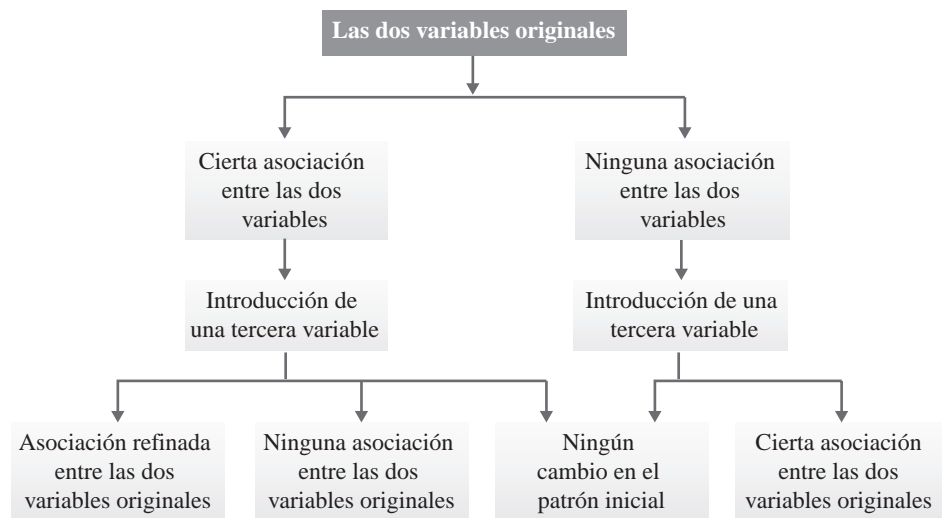 Las dos variables originales
Cierta asociación
entre las dos
variables
Ninguna asociación
entre las dos
variables
Introducción de
una tercera variable
Introducción de una
tercera variable
Asociación refinada
entre las dos
variables originales
Ninguna asociación
entre las dos
variables originales
Ningún
cambio en el
patrón inicial
Cierta asociación
entre las dos
variables originales